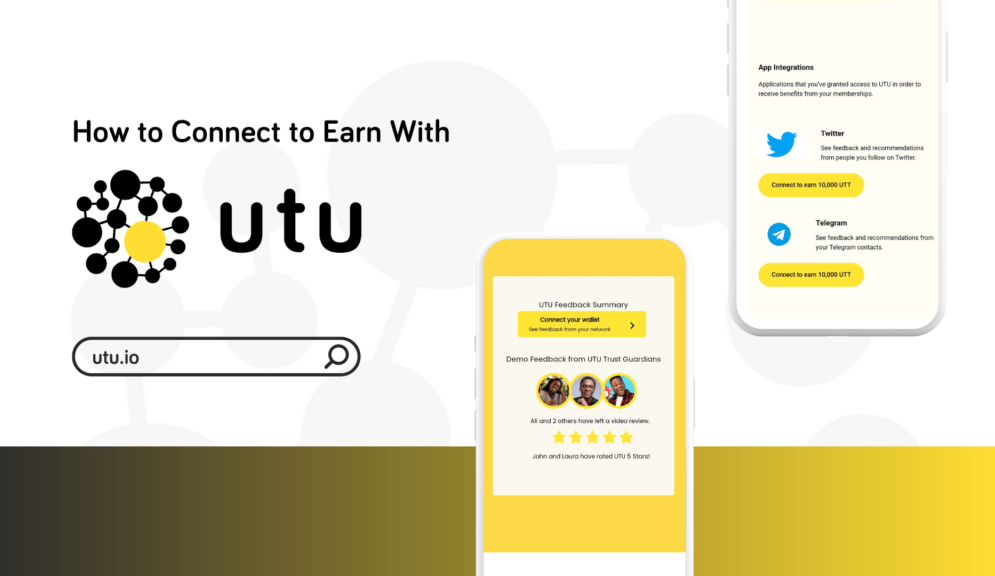 How to Connect to Earn With
utu
utu.io
UTU Feedback Summary
Connect your wallet
See feedback from your network
Demo Feedback from UTU Trust Guardians
Ali and 2 others have left a video review.
John and Laura have rated UTU 5 Stars!
App Integrations
Applications that you've granted access to UTU in order to
receive benefits from your memberships.
Twitter
See feedback and recommendations
from people you follow on Twitter.
Connect to earn 10,000 UTT
Telegram
See feedback and recommendations from
your Telegram contacts.
Connect to earn 10,000 UTT